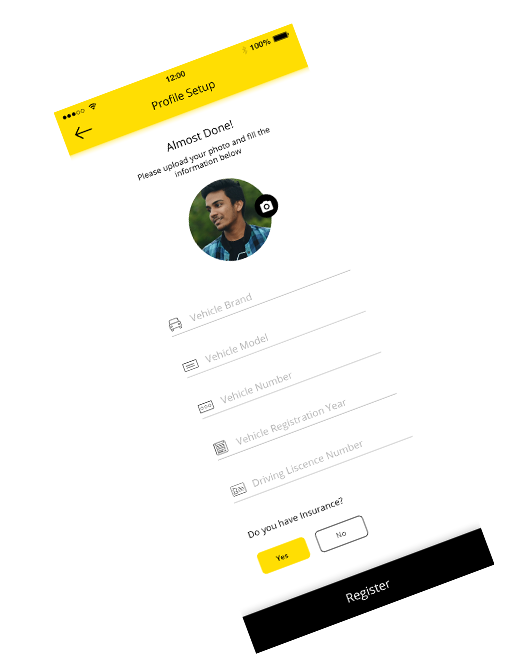 12:00
100%
Profile Setup
Almost Done!
Please upload your photo and fill the
information below
Vehicle Brand
Vehicle Model
Vehicle Number
Vehicle Registration Year
Driving Liscence Number
Do you have Insurance?
Yes
No
Register